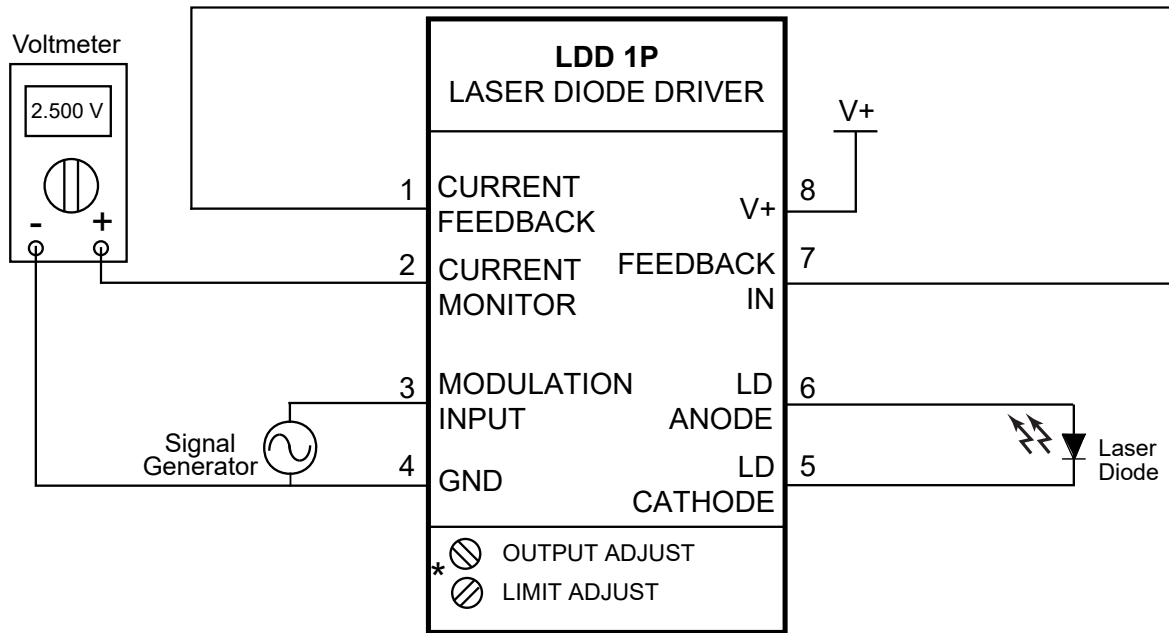 Voltmeter
2.500 V
-
+
LDD 1P
LASER DIODE DRIVER
V+
1
CURRENT
FEEDBACK
8
V+
2
CURRENT
MONITOR
7
FEEDBACK
IN
3
MODULATION
INPUT
6
LD
ANODE
Signal
Generator
4
GND
5
LD
CATHODE
Laser
Diode
*
OUTPUT ADJUST
LIMIT ADJUST